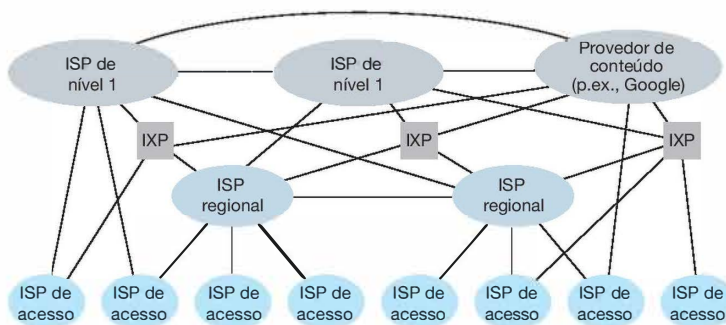 ISP de
nível 1
ISP de
nível 1
Provedor de
conteúdo
(p.ex., Google)
IXP
IXP
IXP
ISP
regional
ISP
regional
ISP de
acesso
ISP de
acesso
ISP de
acesso
ISP de
acesso
ISP de
acesso
ISP de
acesso
ISP de
acesso
ISP de
acesso